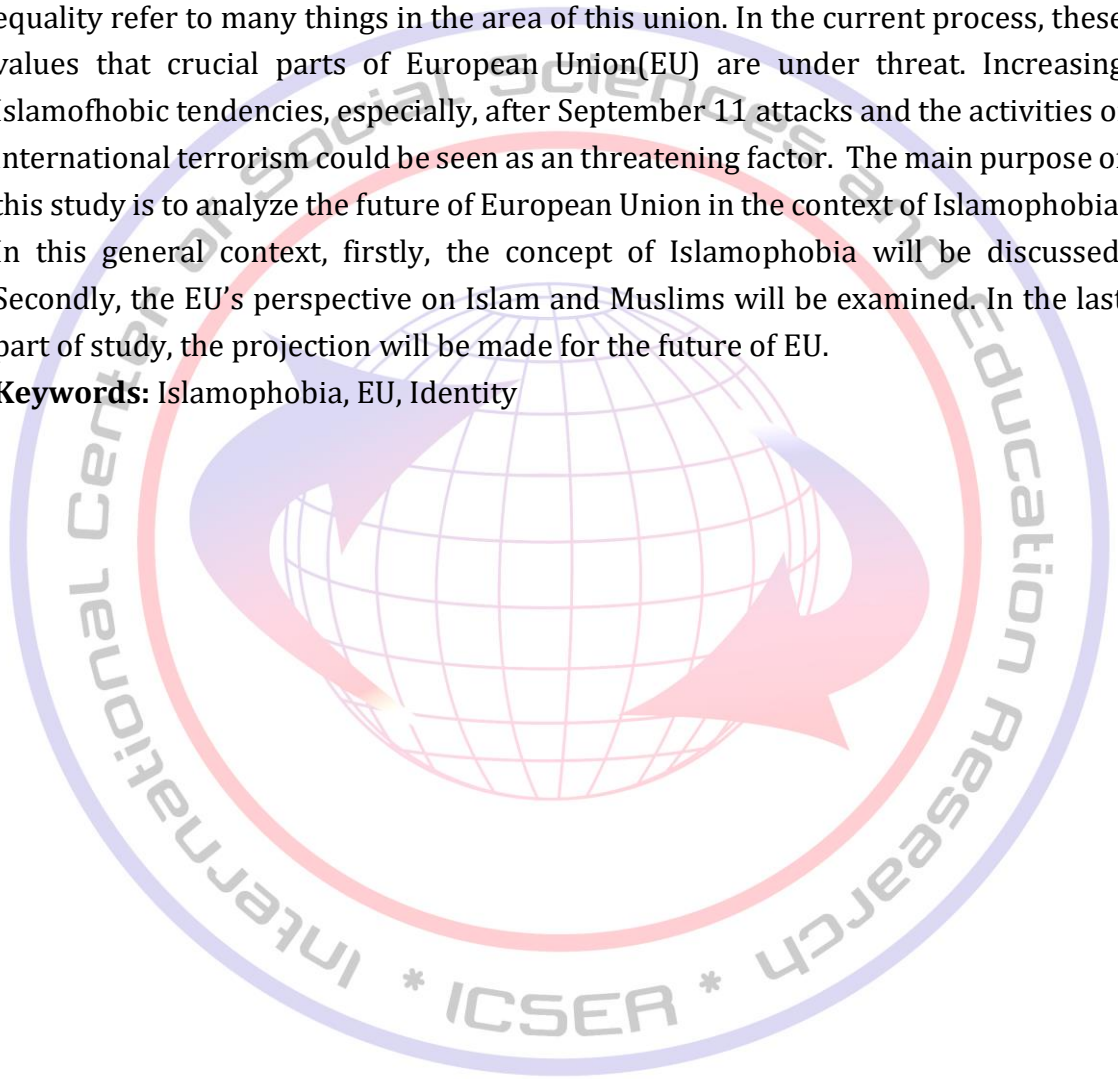 equality refer to many things in the area of this union. In the current process, these
values that crucial parts of European Union(EU) are under threat. Increasing
Islamofhobic tendencies, especially, after September 11 attacks and the activities of
international terrorism could be seen as an threatening factor. The main purpose of
this study is to analyze the future of European Union in the context of Islamophobia.
In this general context, firstly, the concept of Islamophobia will be discussed.
Secondly, the EU's perspective on Islam and Muslims will be examined. In the last
part of study, the projection will be made for the future of EU.
Keywords: Islamophobia, EU, Identity
International Center of Social Sciences and Education Research
* ICSER *